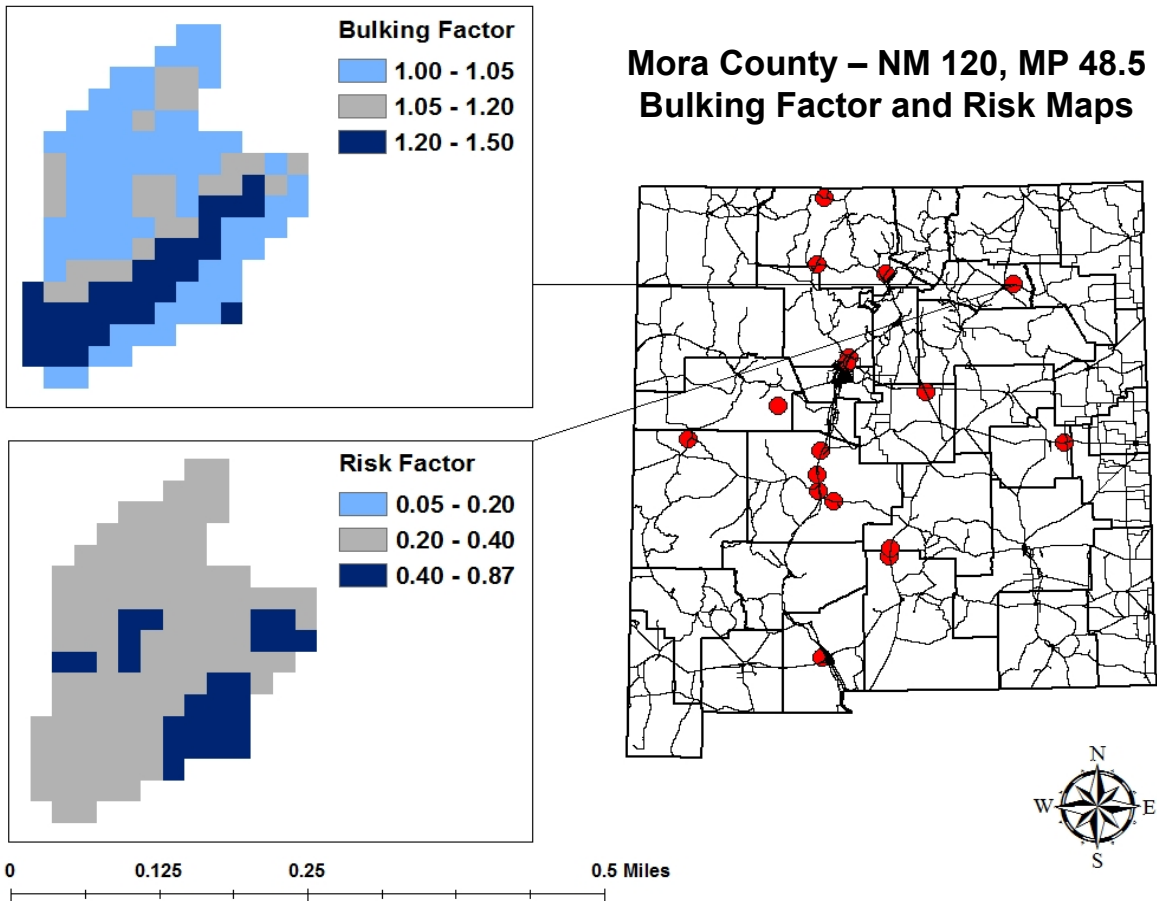 Bulking Factor
1.00 - 1.05
1.05 - 1.20
1.20 - 1.50
Mora County – NM 120, MP 48.5
Bulking Factor and Risk Maps
Risk Factor
0.05 - 0.20
0.20 - 0.40
0.40 - 0.87
N
W E
S
0 0.125 0.25 0.5 Miles